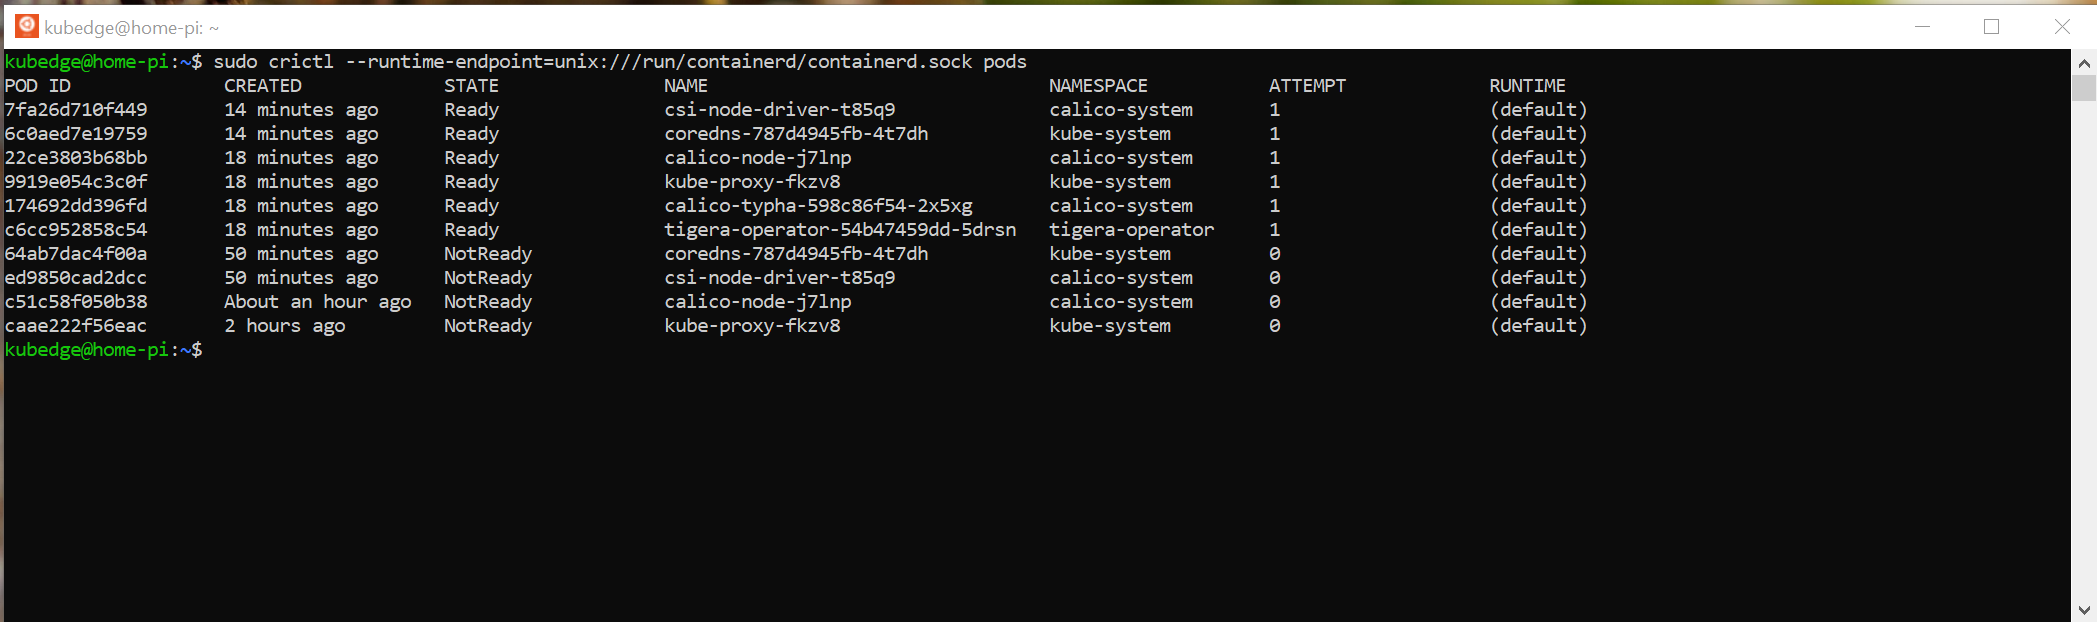 kubedge@home-pi: ~
kubedge@home-pi:~$ sudo crictl --runtime-endpoint=unix:///run/containerd/containerd.sock pods
POD ID CREATED STATE NAME NAMESPACE ATTEMPT RUNTIME
7fa26d710f449 14 minutes ago Ready csi-node-driver-t85q9 calico-system 1 (default)
6c0aed7e19759 14 minutes ago Ready coredns-787d4945fb-4t7dh kube-system 1 (default)
22ce3803b68bb 18 minutes ago Ready calico-node-j7lnp calico-system 1 (default)
9919e054c3c0f 18 minutes ago Ready kube-proxy-fkzv8 kube-system 1 (default)
174692dd396fd 18 minutes ago Ready calico-typha-598c86f54-2x5xg calico-system 1 (default)
c6cc952858c54 18 minutes ago Ready tigera-operator-54b47459dd-5drsn tigera-operator 1 (default)
64ab7dac4f00a 50 minutes ago NotReady coredns-787d4945fb-4t7dh kube-system 0 (default)
ed9850cad2dcc 50 minutes ago NotReady csi-node-driver-t85q9 calico-system 0 (default)
c51c58f050b38 About an hour ago NotReady calico-node-j7lnp calico-system 0 (default)
caae222f56eac 2 hours ago NotReady kube-proxy-fkzv8 kube-system 0 (default)
kubedge@home-pi:~$